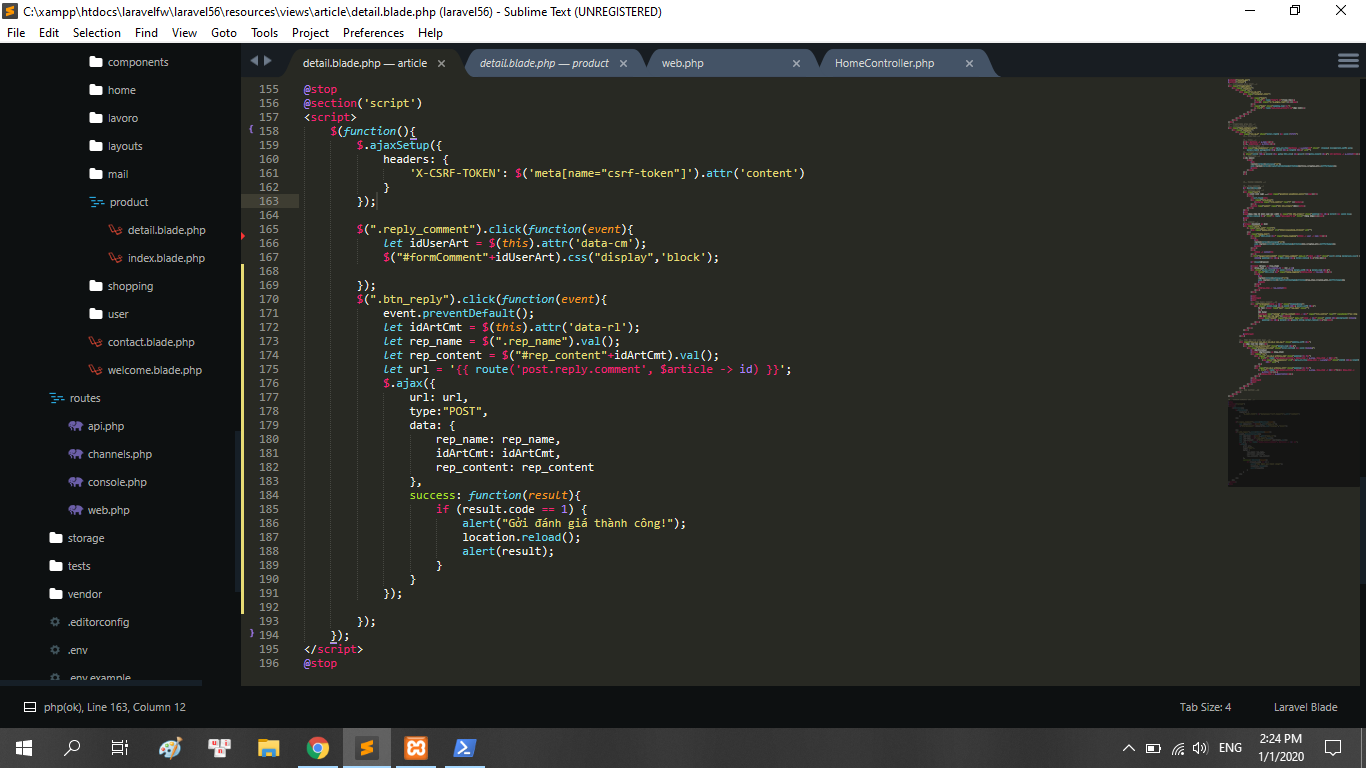 C:\xampp\htdocs\laravelfw\laravel56\resources\views\article\detail.blade.php (laravel56) - Sublime Text (UNREGISTERED)
File Edit Selection Find View Goto Tools Project Preferences Help
components
home
lavoro
layouts
mail
product
detail.blade.php
index.blade.php
shopping
user
contact.blade.php
welcome.blade.php
routes
api.php
channels.php
console.php
web.php
storage
tests
vendor
.editorconfig
.env
.env.example
detail.blade.php — article
detail.blade.php — product
web.php
HomeController.php
155 @stop
156 @section('script')
157 <script>
158 $(function(){
159 $.ajaxSetup({
160 headers: {
161 'X-CSRF-TOKEN': $('meta[name="csrf-token"]').attr('content')
162 }
163 });
164
165 $(".reply_comment").click(function(event){
166 let idUserArt = $(this).attr('data-cm');
167 $("#formComment"+idUserArt).css("display",'block');
168
169 });
170 $(".btn_reply").click(function(event){
171 event.preventDefault();
172 let idArtCmt = $(this).attr('data-rl');
173 let rep_name = $(".rep_name").val();
174 let rep_content = $("#rep_content"+idArtCmt).val();
175 let url = '{{ route('post.reply.comment', $article -> id) }}';
176 $.ajax({
177 url: url,
178 type:"POST",
179 data: {
180 rep_name: rep_name,
181 idArtCmt: idArtCmt,
182 rep_content: rep_content
183 },
184 success: function(result){
185 if (result.code == 1) {
186 alert("Gởi đánh giá thành công!");
187 location.reload();
188 alert(result);
189 }
190 }
191 });
192
193 });
194 });
195 </script>
196 @stop
php(ok), Line 163, Column 12
Tab Size: 4
Laravel Blade
ENG
2:24 PM
1/1/2020